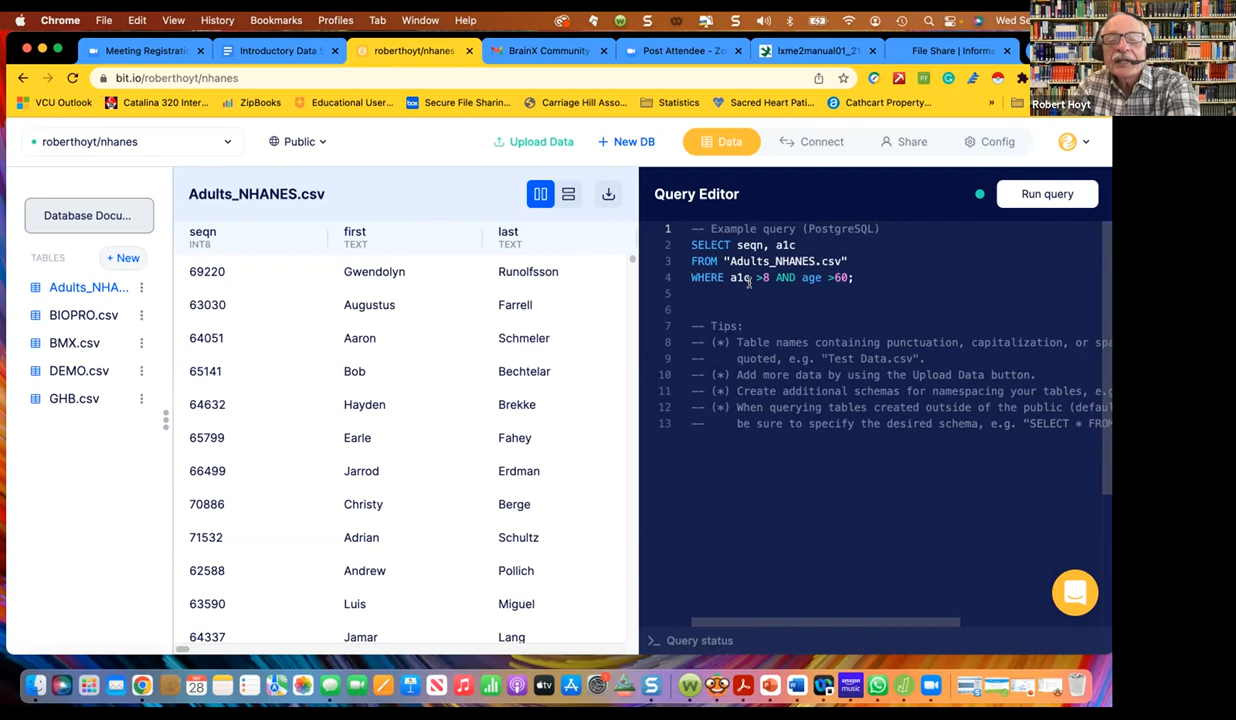 Chrome File Edit View History Bookmarks Profiles Tab Window Help
Wed Se
Meeting Registratic
Introductory Data S
roberthoyt/nhanes
BrainX Community
Post Attendee - Zo
lxme2manual01_21
File Share | Informa
bit.io/roberthoyt/nhanes
VCU Outlook
Catalina 320 Inter...
ZipBooks
Educational User...
Secure File Sharin...
Carriage Hill Asso...
Statistics
Sacred Heart Pati...
Cathcart Property...
»
Robert Hoyt
roberthoyt/nhanes
Public
Upload Data
+ New DB
Data
Connect
Share
Config
Database Docu...
TABLES
+ New
Adults_NHA...
BIOPRO.csv
BMX.csv
DEMO.csv
GHB.csv
Adults_NHANES.csv
seqn first last
INT8 TEXT TEXT
69220 Gwendolyn Runolfsson
63030 Augustus Farrell
64051 Aaron Schmeler
65141 Bob Bechtelar
64632 Hayden Brekke
65799 Earle Fahey
66499 Jarrod Erdman
70886 Christy Berge
71532 Adrian Schultz
62588 Andrew Pollich
63590 Luis Miguel
64337 Jamar Lang
Query Editor
Run query
1 -- Example query (PostgreSQL)
2 SELECT seqn, a1c
3 FROM "Adults_NHANES.csv"
4 WHERE a1c >8 AND age >60;
5
6
7 -- Tips:
8 -- (*) Table names containing punctuation, capitalization, or spa
9 -- quoted, e.g. "Test Data.csv".
10 -- (*) Add more data by using the Upload Data button.
11 -- (*) Create additional schemas for namespacing your tables, e.g
12 -- (*) When querying tables created outside of the public (defaul
13 -- be sure to specify the desired schema, e.g. "SELECT * FROM
>_ Query status
SEP
28
amazon music